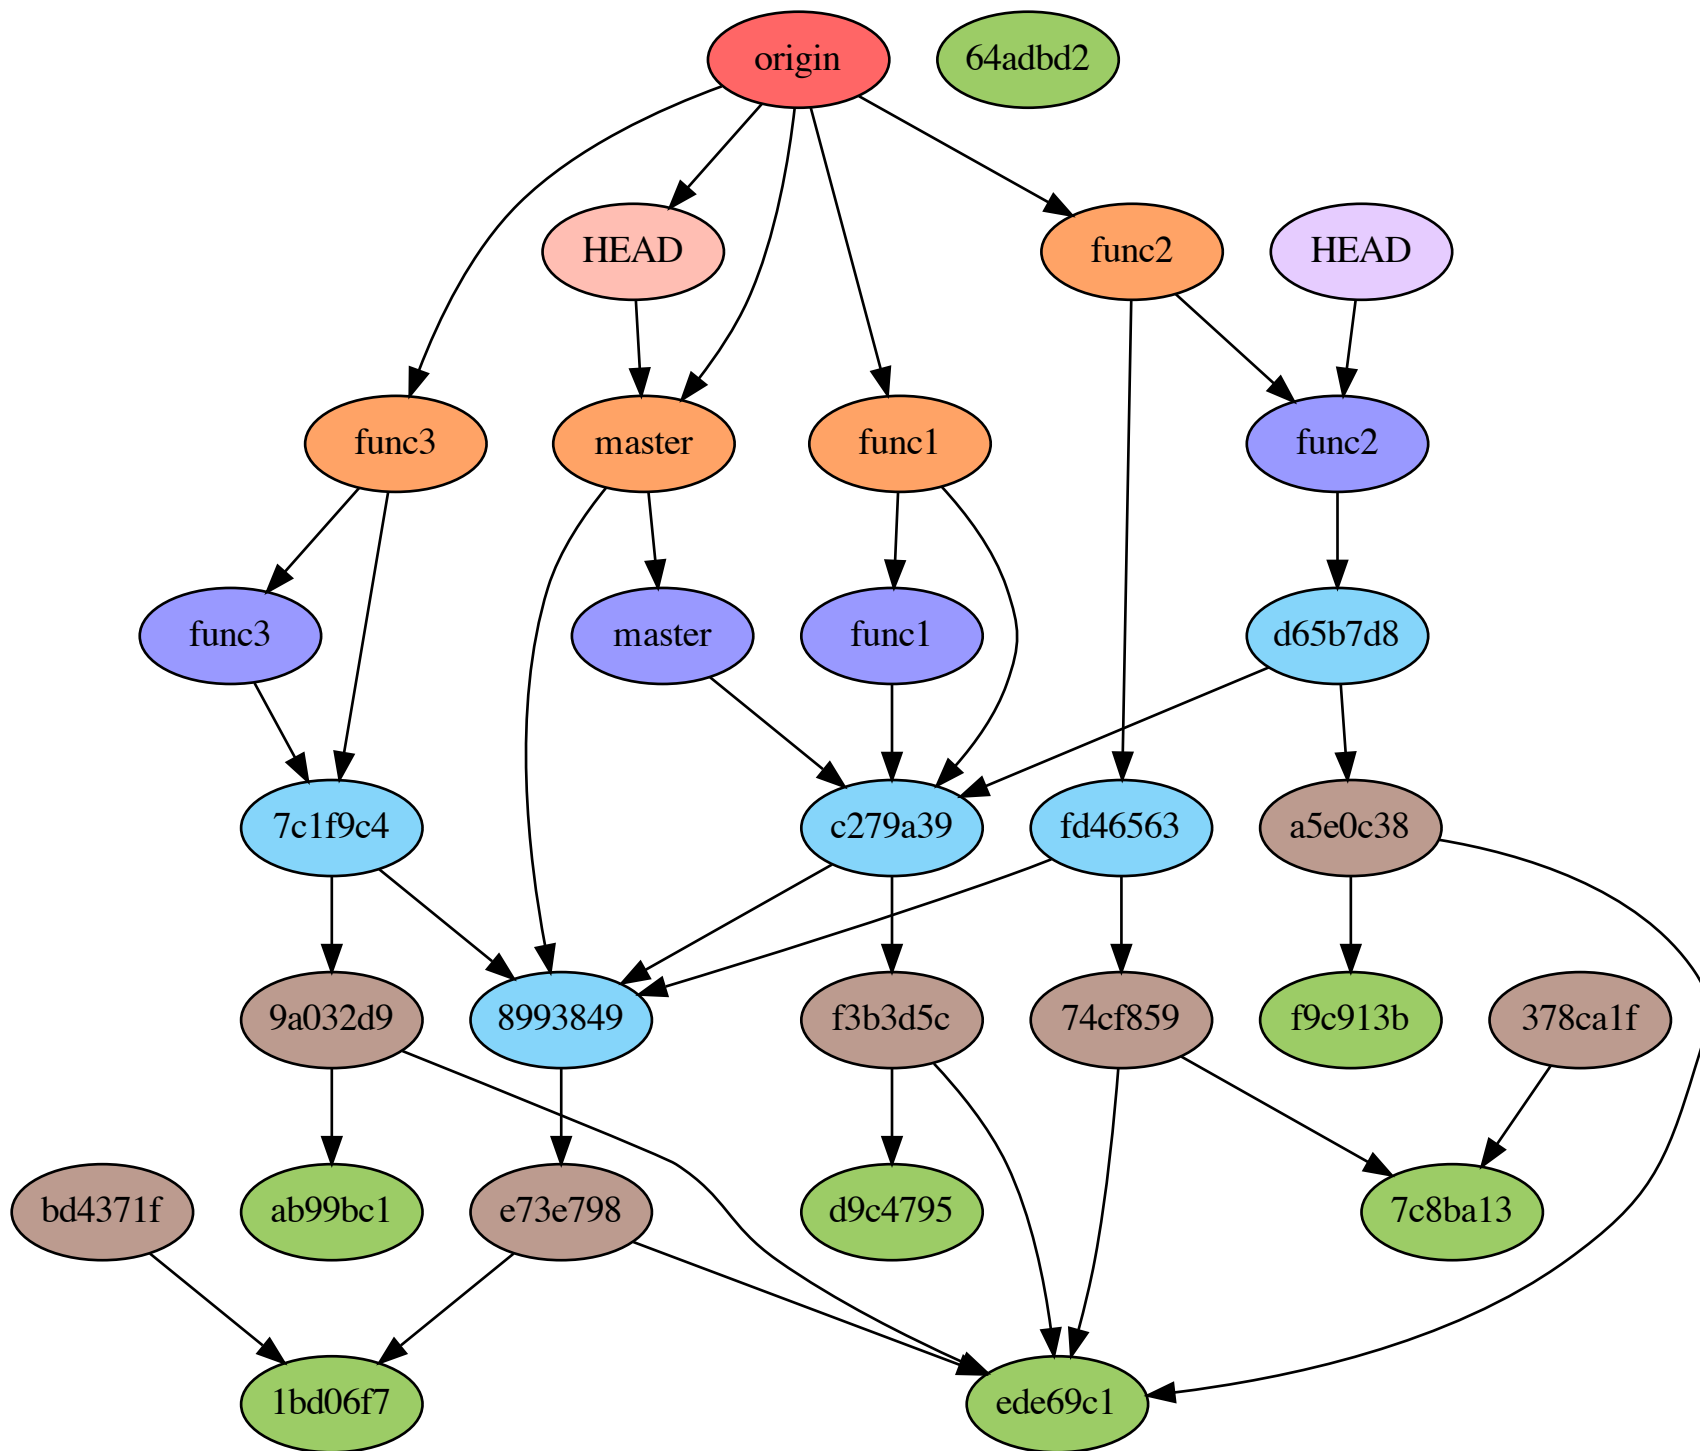 origin
64adbd2
HEAD
func2
HEAD
func3
master
func1
func2
func3
master
func1
d65b7d8
7c1f9c4
c279a39
fd46563
a5e0c38
9a032d9
8993849
f3b3d5c
74cf859
f9c913b
378ca1f
bd4371f
ab99bc1
e73e798
d9c4795
7c8ba13
1bd06f7
ede69c1